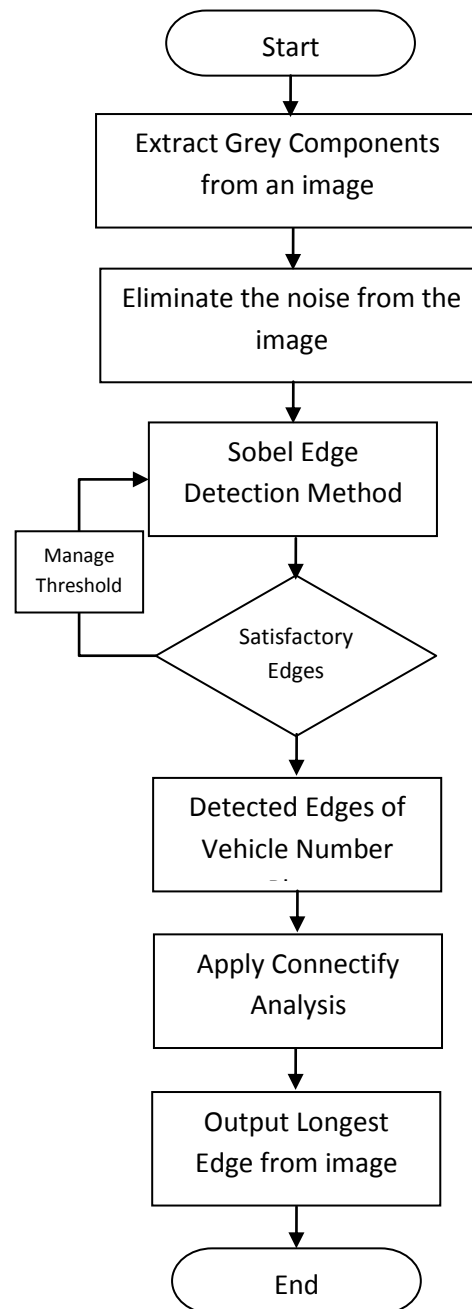 Start
Extract Grey Components
from an image
Eliminate the noise from the
image
Sobel Edge
Detection Method
Manage
Threshold
Satisfactory
Edges
Detected Edges of
Vehicle Number
Apply Connectify
Analysis
Output Longest
Edge from image
End